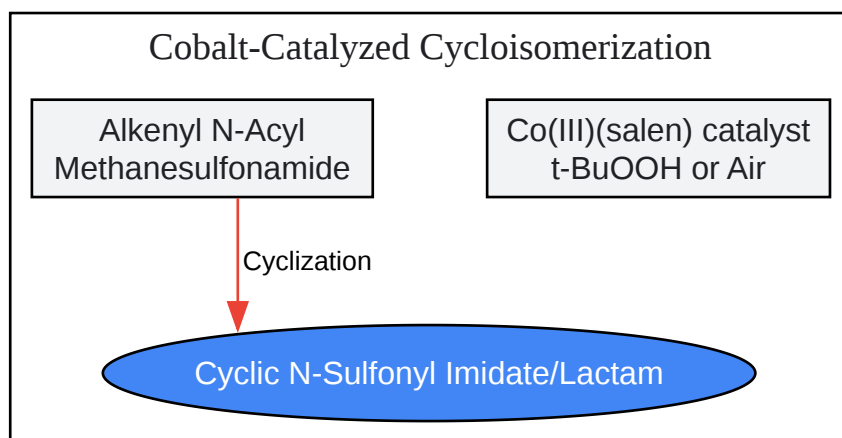 Cobalt-Catalyzed Cycloisomerization
Alkenyl N-Acyl
Methanesulfonamide
Co(III)(salen) catalyst
t-BuOOH or Air
Cyclization
Cyclic N-Sulfonyl Imidate/Lactam